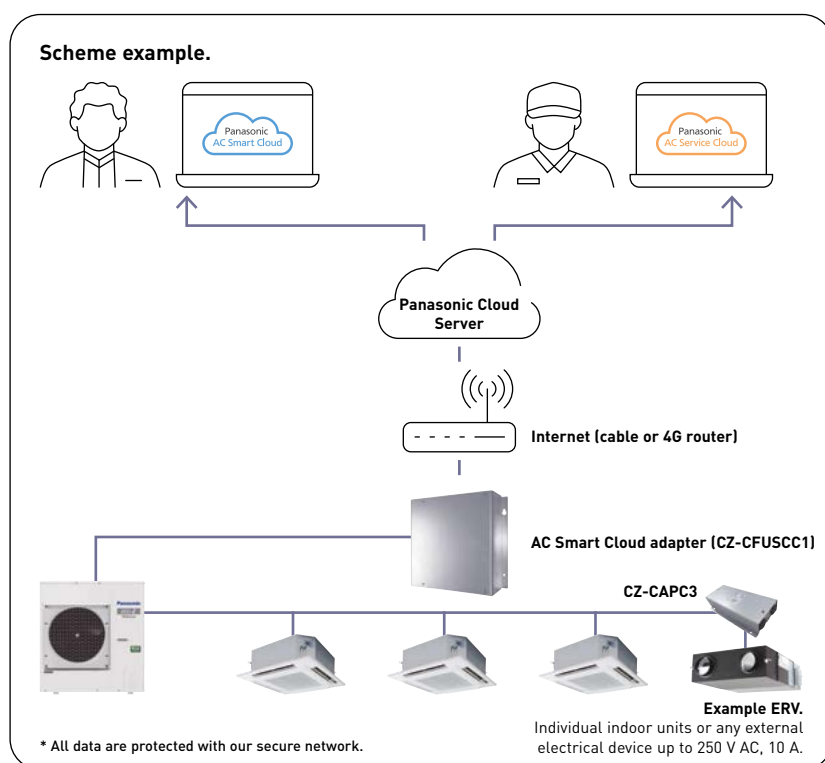 Scheme example.
Panasonic
AC Smart Cloud
Panasonic
AC Service Cloud
Panasonic Cloud
Server
Internet (cable or 4G router)
AC Smart Cloud adapter (CZ-CFUSCC1)
CZ-CAPC3
Panasonic
Example ERV.
Individual indoor units or any external
electrical device up to 250 V AC, 10 A.
* All data are protected with our secure network.